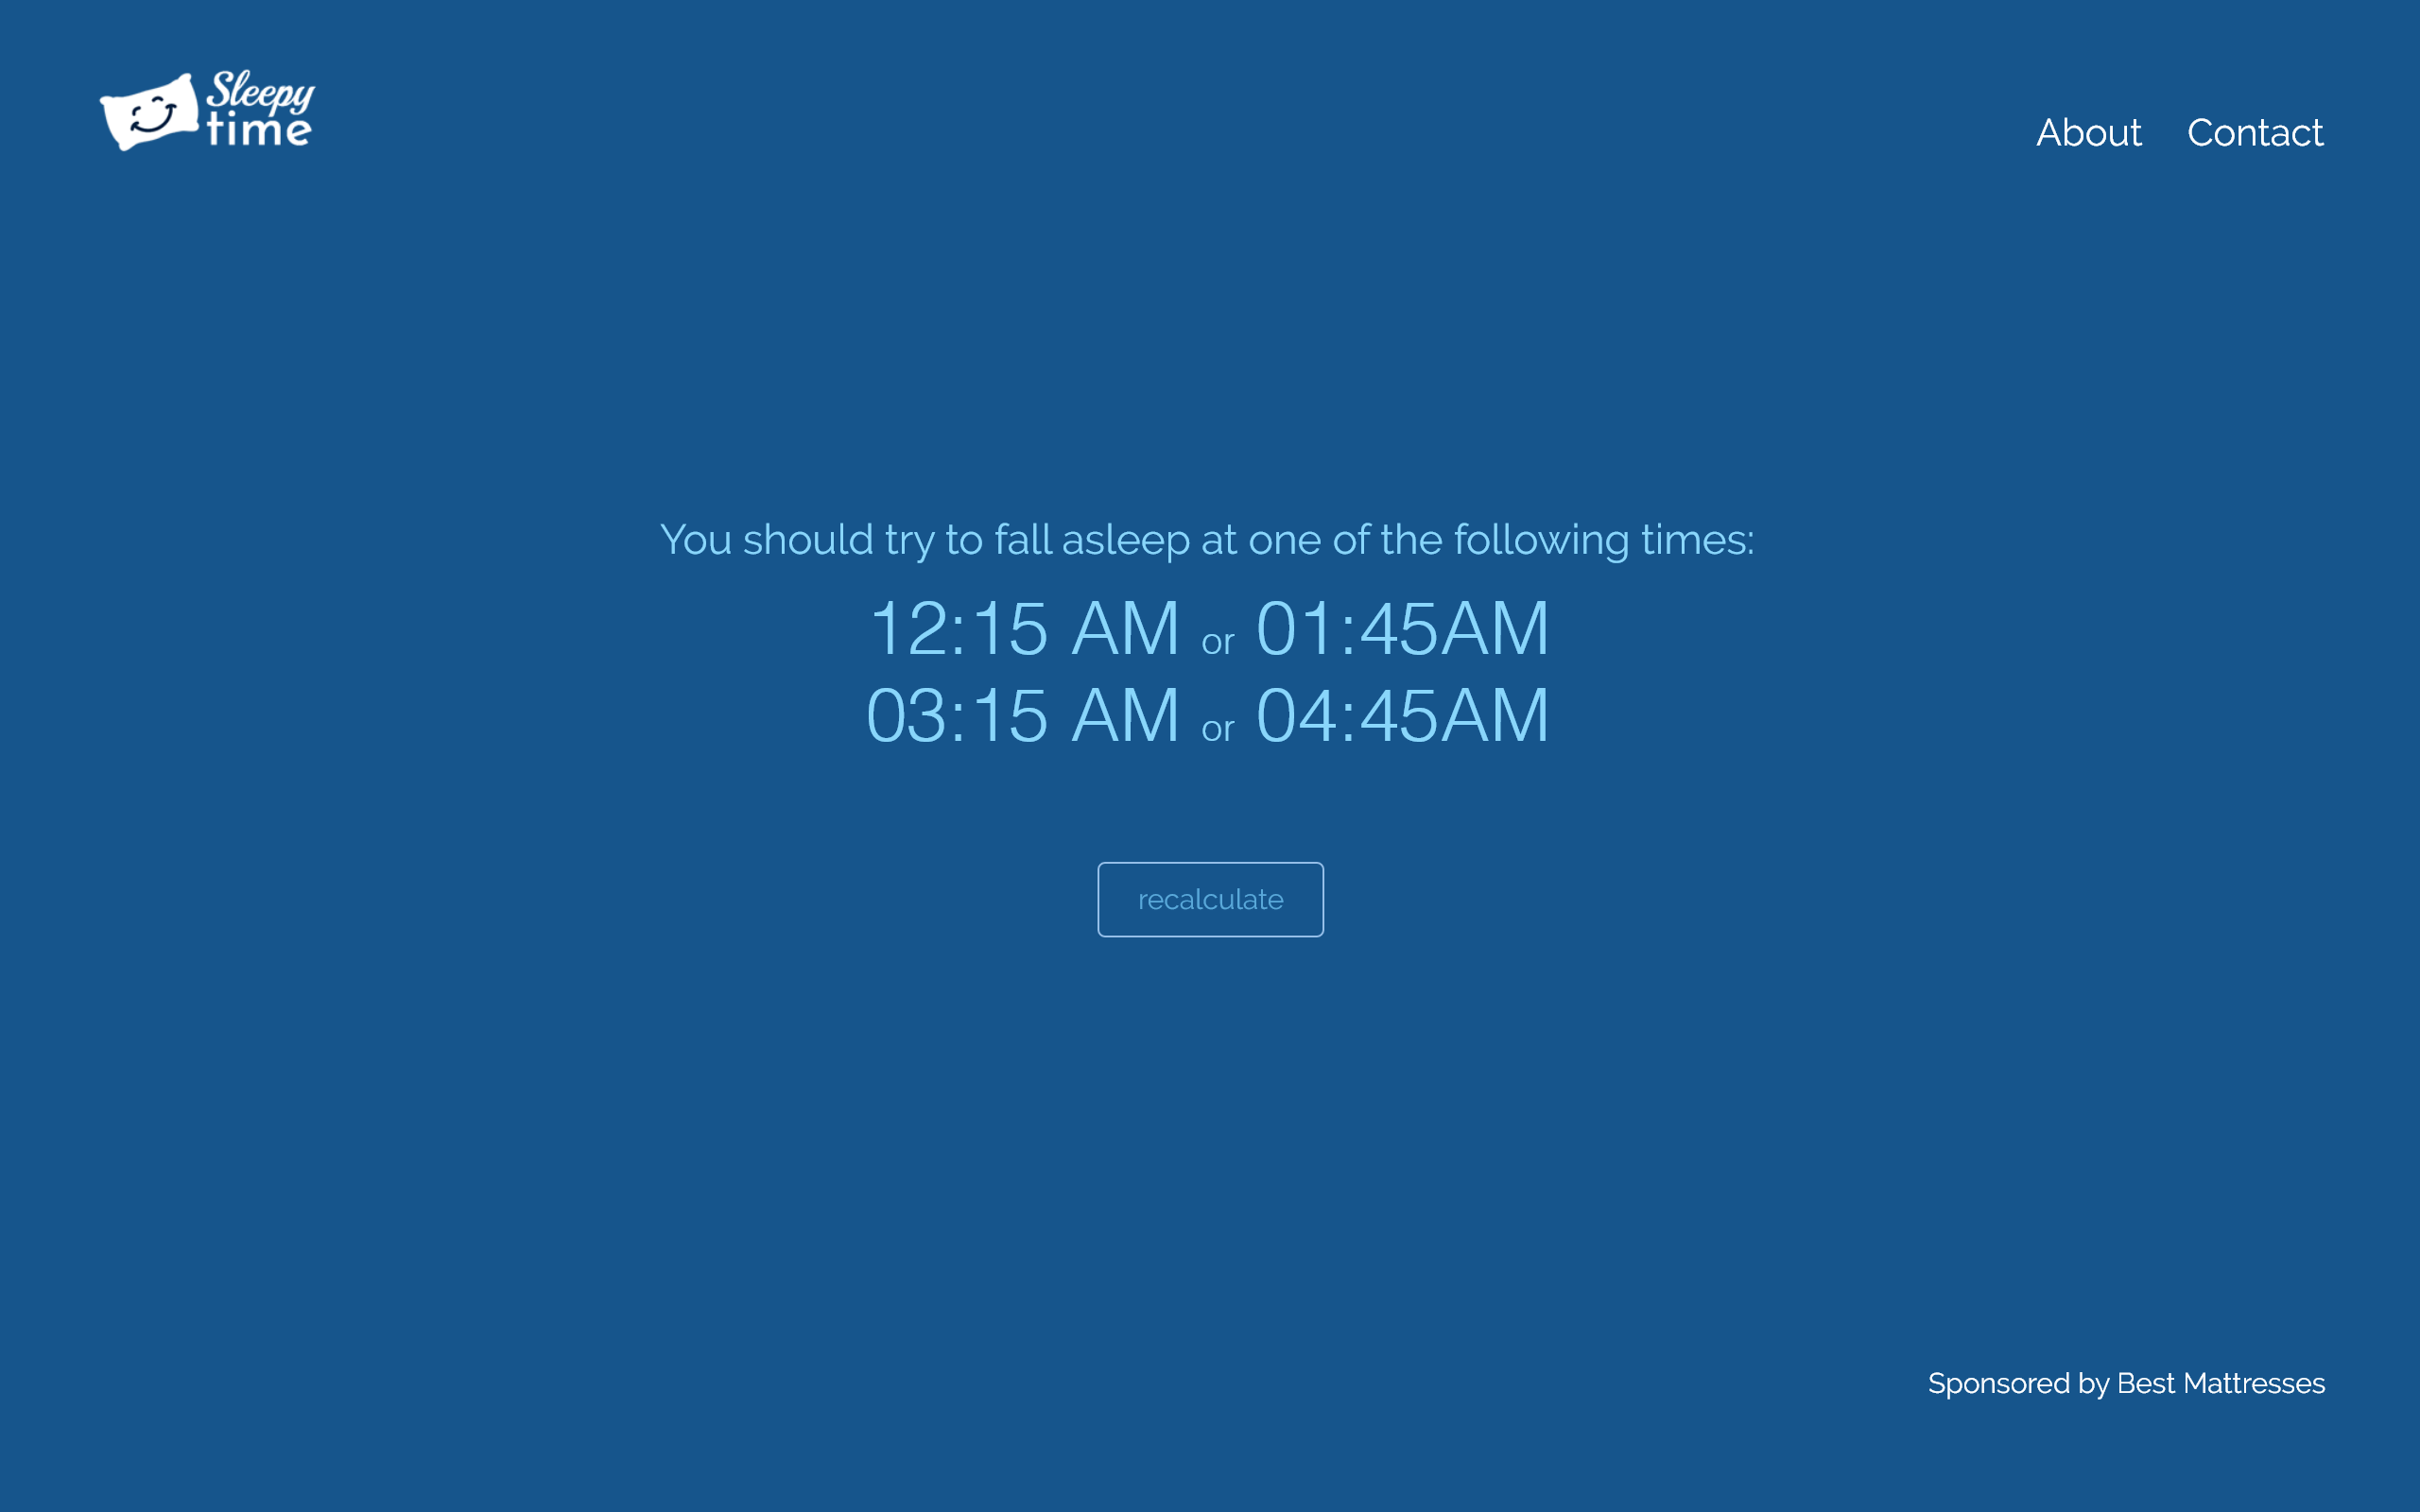 Sleepy
time
About Contact
You should try to fall asleep at one of the following times:
12:15 AM or 01:45AM
03:15 AM or 04:45AM
recalculate
Sponsored by Best Mattresses